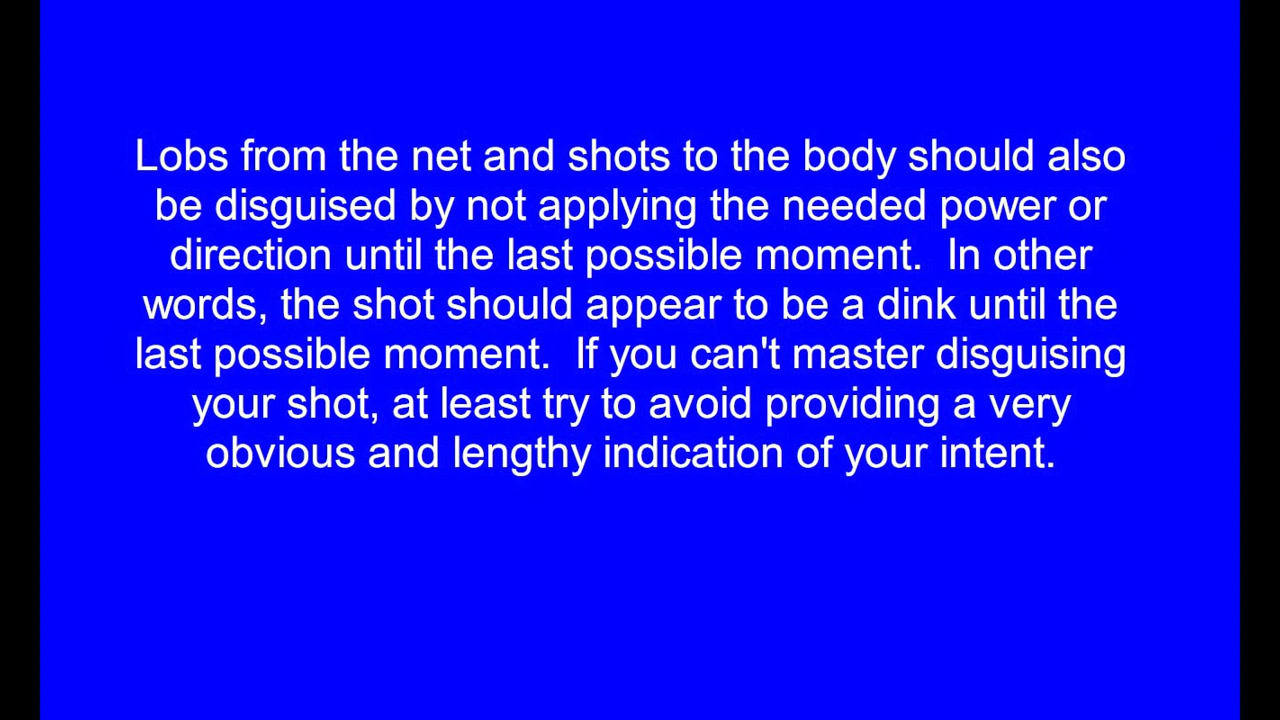 Lobs from the net and shots to the body should also
be disguised by not applying the needed power or
direction until the last possible moment.  In other
words, the shot should appear to be a dink until the
last possible moment.  If you can't master disguising
your shot, at least try to avoid providing a very
obvious and lengthy indication of your intent.